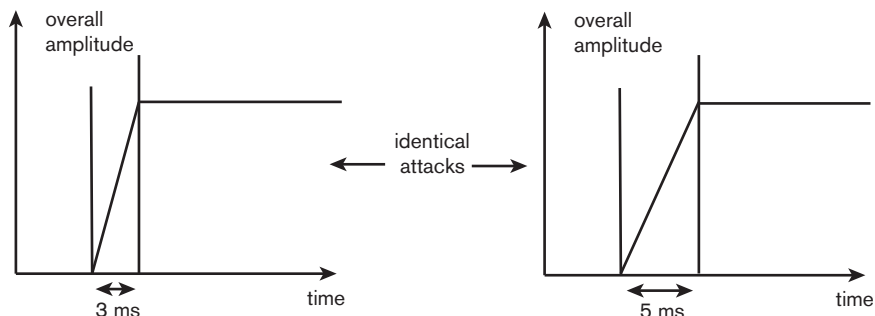 overall
amplitude
time
3 ms
identical
attacks
overall
amplitude
time
5 ms